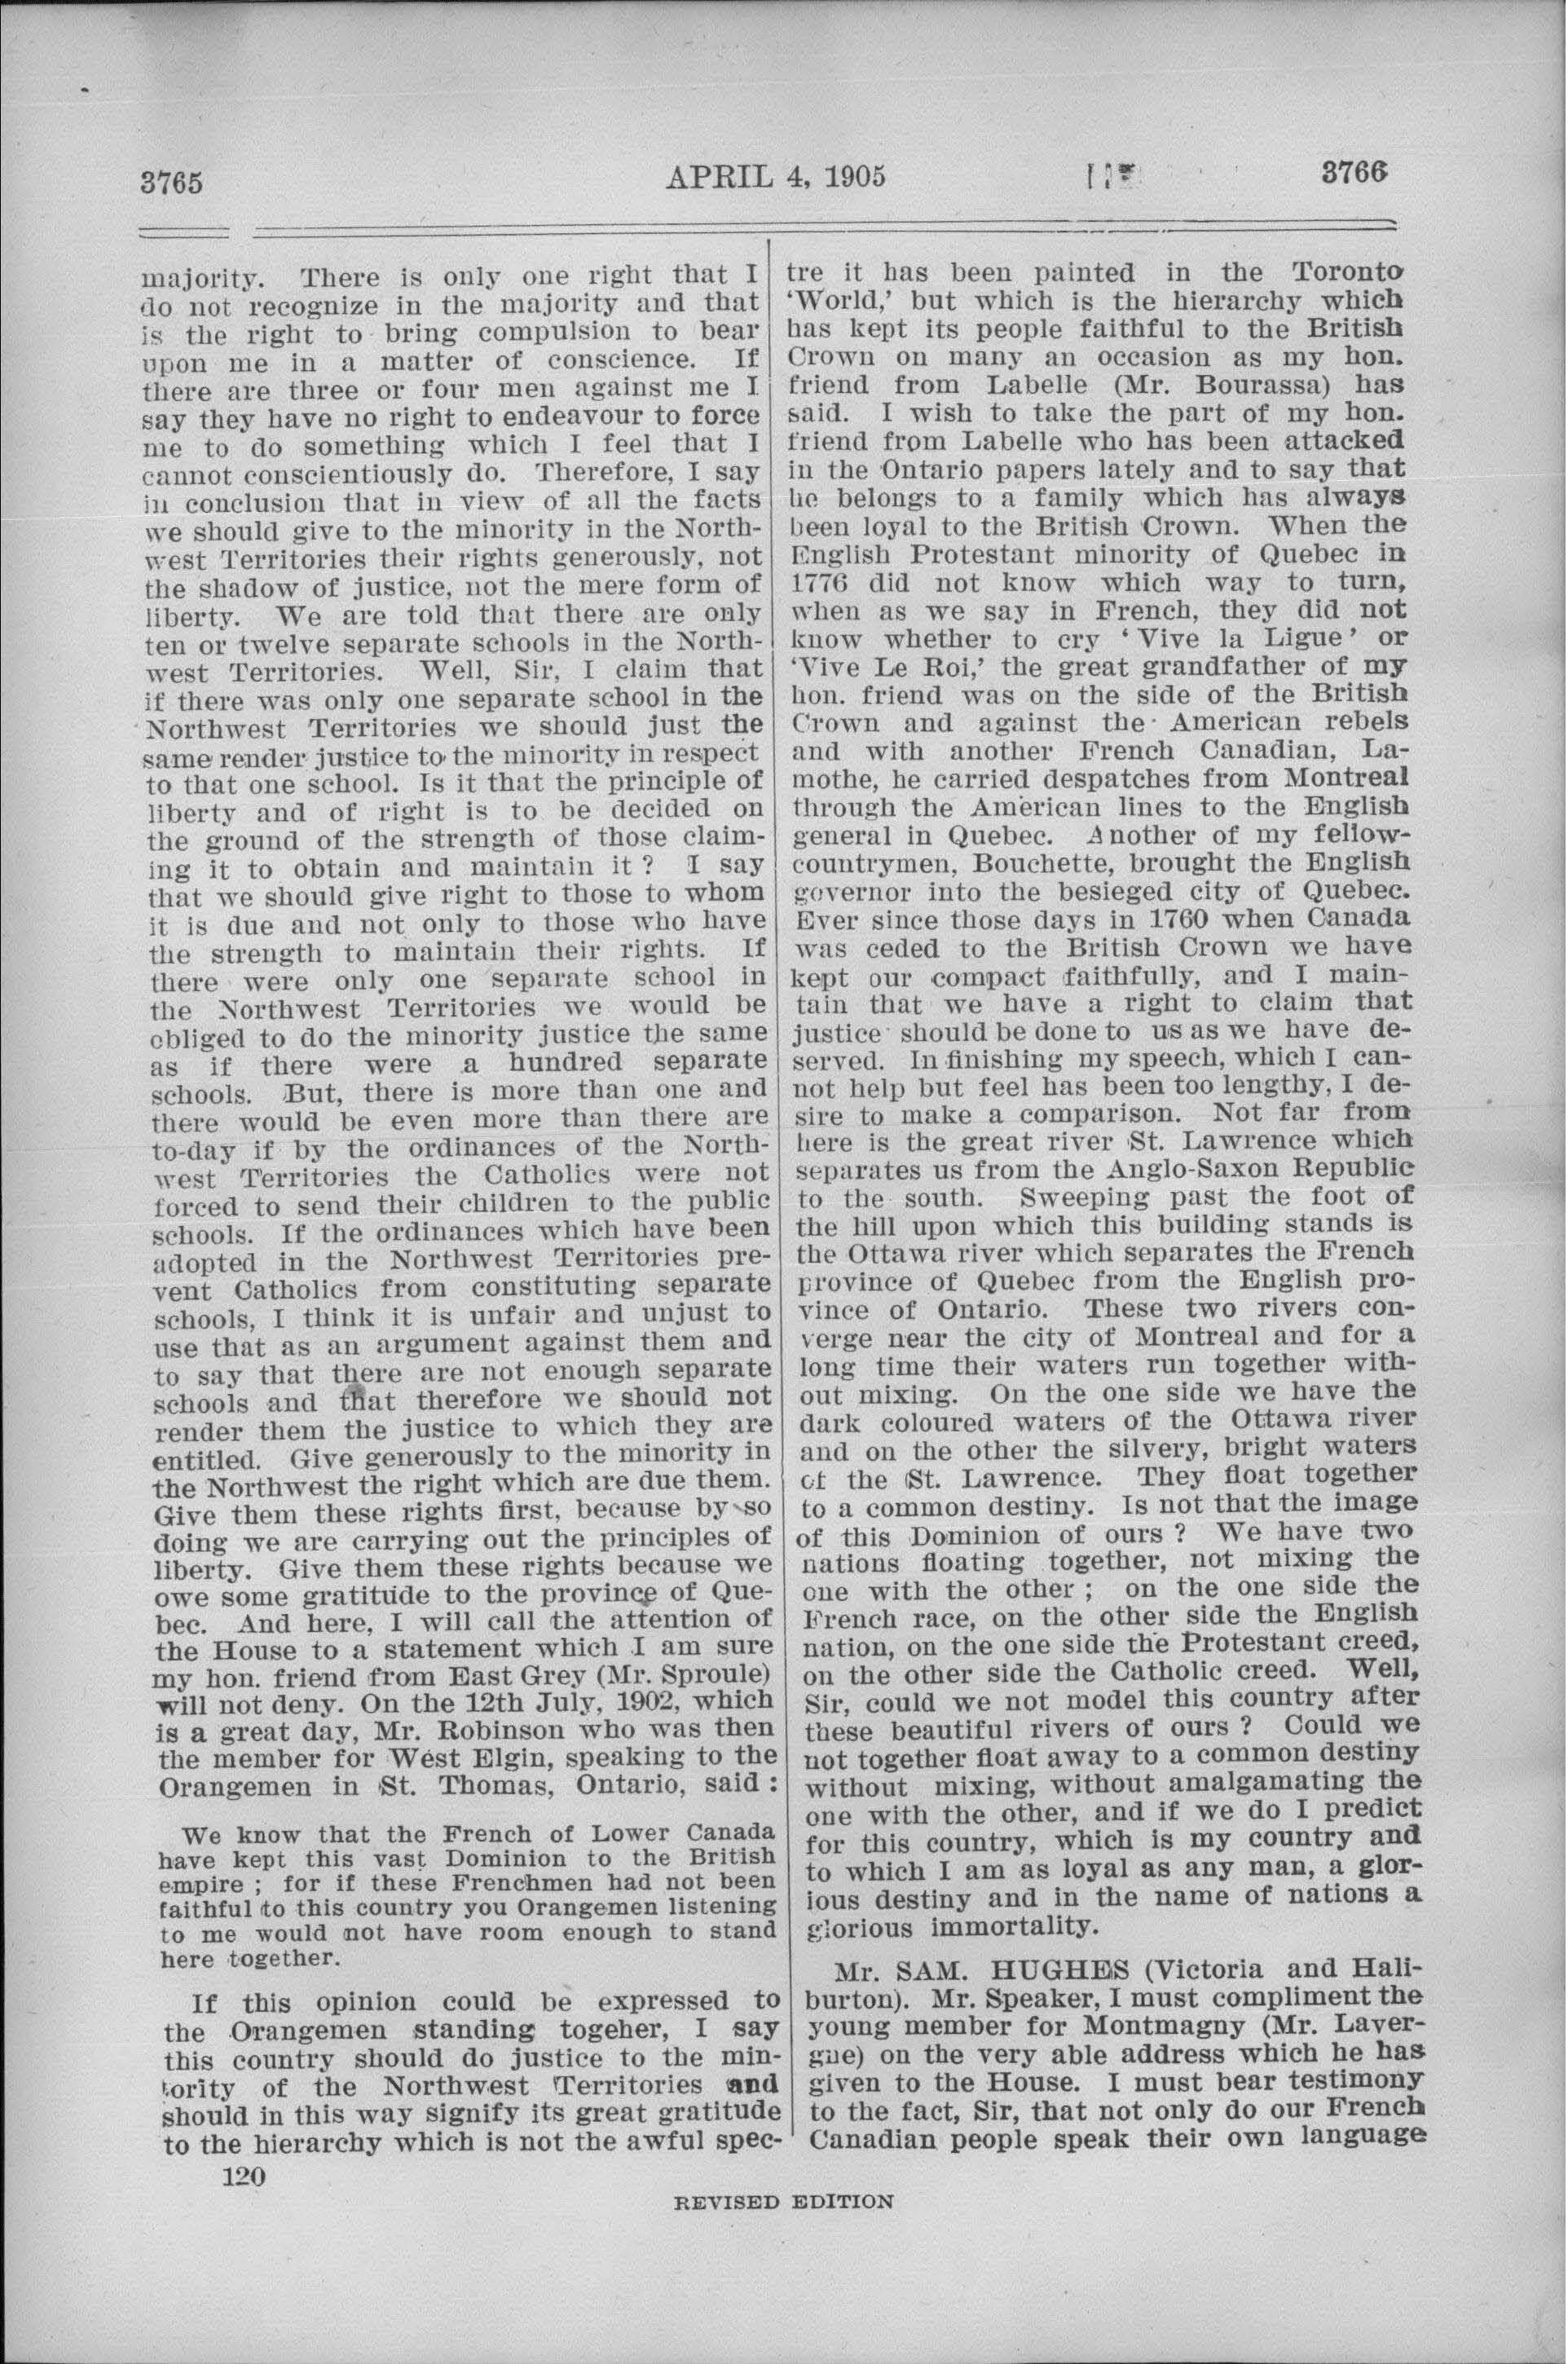 3765
APRIL 4, 1905
3766
majority. There is only one right that I
do not recognize in the majority and that
is the right to bring compulsion to bear
upon me in a matter of conscience. If
there are three or four men against me I
say they have no right to endeavour to force
me to do something which I feel that I
cannot conscientiously do. Therefore, I say
in conclusion that in view of all the facts
we should give to the minority in the North-
west Territories their rights generously, not
the shadow of justice, not the mere form of
liberty. We are told that there are only
ten or twelve separate schools in the North-
west Territories. Well, Sir, I claim that
if there was only one separate school in the
Northwest Territories we should just the
same render justice to the minority in respect
to that one school. Is it that the principle of
liberty and of right is to be decided on
the ground of the strength of those claim-
ing it to obtain and maintain it ? I say
that we should give right to those to whom
it is due and not only to those who have
the strength to maintain their rights. If
there were only one separate school in
the Northwest Territories we would be
obliged to do the minority justice the same
as if there were a hundred separate
schools. But, there is more than one and
there would be even more than there are
to-day if by the ordinances of the North-
west Territories the Catholics were not
forced to send their children to the public
schools. If the ordinances which have been
adopted in the Northwest Territories pre-
vent Catholics from constituting separate
schools, I think it is unfair and unjust to
use that as an argument against them and
to say that there are not enough separate
schools and that therefore we should not
render them the justice to which they are
entitled. Give generously to the minority in
the Northwest the right which are due them.
Give them these rights first, because by so
doing we are carrying out the principles of
liberty. Give them these rights because we
owe some gratitude to the province of Que-
bec. And here, I will call the attention of
the House to a statement which I am sure
my hon. friend from East Grey (Mr. Sproule)
will not deny. On the 12th July, 1902, which
is a great day, Mr. Robinson who was then
the member for West Elgin, speaking to the
Orangemen in St. Thomas, Ontario, said :
We know that the French of Lower Canada
have kept this vast Dominion to the British
empire ; for if these Frenchmen had not been
faithful to this country you Orangemen listening
to me would not have room enough to stand
here together.
If this opinion could be expressed to
the Orangemen standing togeher, I say
this country should do justice to the min-
ority of the Northwest Territories and
should in this way signify its great gratitude
to the hierarchy which is not the awful spec-
120
tre it has been painted in the Toronto
‘World,’ but which is the hierarchy which
has kept its people faithful to the British
Crown on many an occasion as my hon.
friend from Labelle (Mr. Bourassa) has
said. I wish to take the part of my hon.
friend from Labelle who has been attacked
in the Ontario papers lately and to say that
he belongs to a family which has always
been loyal to the British Crown. When the
English Protestant minority of Quebec in
1776 did not know which way to turn,
when as we say in French, they did not
know whether to cry ‘ Vive la Ligue ’ or
‘Vive Le Roi,’ the great grandfather of my
hon. friend was on the side of the British
Crown and against the American rebels
and with another French Canadian, La-
mothe, he carried despatches from Montreal
through the American lines to the English
general in Quebec. Another of my fellow-
countrymen, Bouchette, brought the English
governor into the besieged city of Quebec.
Ever since those days in 1760 when Canada
was ceded to the British Crown we have
kept our compact faithfully, and I main-
tain that we have a right to claim that
justice should be done to us as we have de-
served. In finishing my speech, which I can-
not help but feel has been too lengthy, I de-
sire to make a comparison. Not far from
here is the great river St. Lawrence which
separates us from the Anglo-Saxon Republic
to the south. Sweeping past the foot of
the hill upon which this building stands is
the Ottawa river which separates the French
province of Quebec from the English pro-
vince of Ontario. These two rivers con-
verge near the city of Montreal and for a
long time their waters run together with-
out mixing. On the one side we have the
dark coloured waters of the Ottawa river
and on the other the silvery, bright waters
of the St. Lawrence. They float together
to a common destiny. Is not that the image
of this Dominion of ours ? We have two
nations floating together, not mixing the
one with the other ; on the one side the
French race, on the other side the English
nation, on the one side the Protestant creed,
on the other side the Catholic creed. Well,
Sir, could we not model this country after
these beautiful rivers of ours ? Could we
not together float away to a common destiny
without mixing, without amalgamating the
one with the other, and if we do I predict
for this country, which is my country and
to which I am as loyal as any man, a glor-
ious destiny and in the name of nations a
glorious immortality.
Mr. SAM. HUGHES (Victoria and Hali-
burton). Mr. Speaker, I must compliment the
young member for Montmagny (Mr. Laver-
gne) on the very able address which he has
given to the House. I must bear testimony
to the fact, Sir, that not only do our French
Canadian people speak their own language
REVISED EDITION